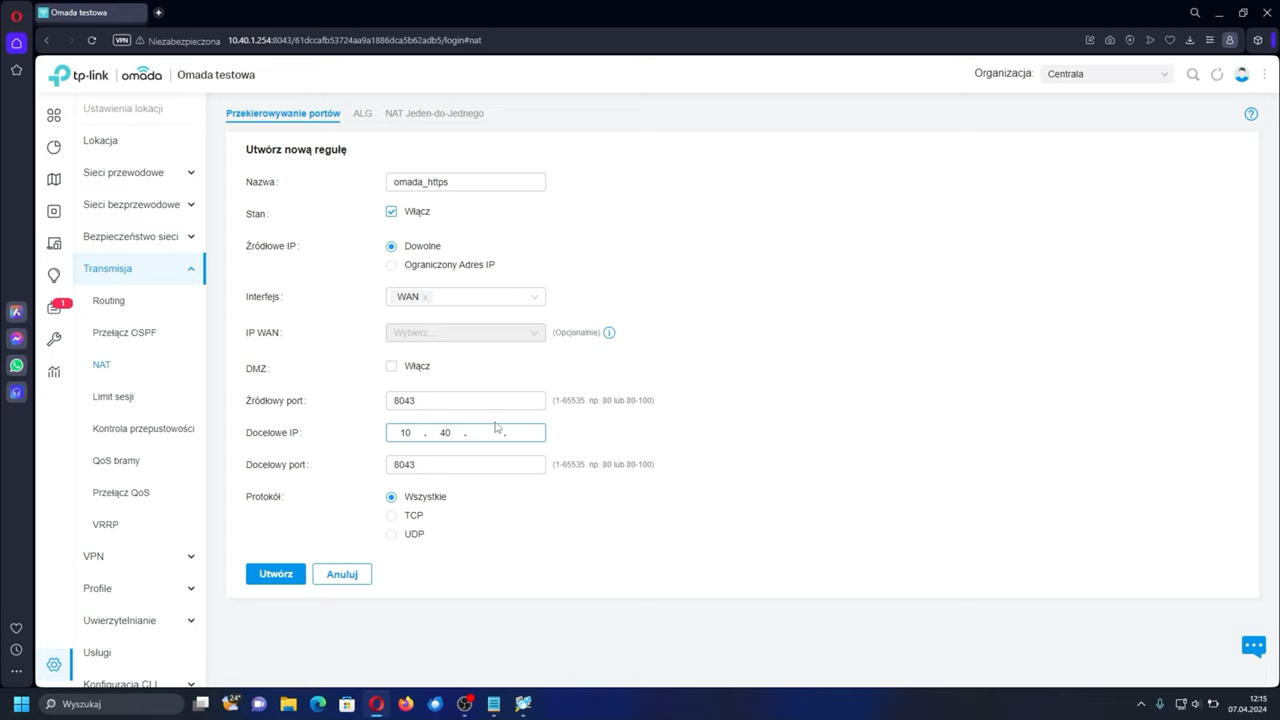 Omada testowa
VPN
Niezabezpieczona
10.40.1.254:8043/61dccafb53724aa9a1886dca5b62adb5/login#nat
tp-link
omada
Omada testowa
Organizacja:
Centrala
Ustawienia lokacji
Lokacja
Sieci przewodowe
Sieci bezprzewodowe
Bezpieczeństwo sieci
Transmisja
Routing
Przełącz OSPF
NAT
Limit sesji
Kontrola przepustowości
QoS bramy
Przełącz QoS
VRRP
VPN
Profile
Uwierzytelnianie
Usługi
Konfiguracja CLI
1
Przekierowywanie portów
ALG
NAT Jeden-do-Jednego
Utwórz nową regułę
Nazwa:
omada_https
Stan:
Włącz
Źródłowe IP:
Dowolne
Ograniczony Adres IP
Interfejs:
WAN
IP WAN:
Wybierz...
(Opcjonalnie)
DMZ:
Włącz
Źródłowy port:
8043
(1-65535. np. 80 lub 80-100)
Docelowe IP:
10 . 40 . .
Docelowy port:
8043
(1-65535. np. 80 lub 80-100)
Protokół:
Wszystkie
TCP
UDP
Utwórz
Anuluj
Wyszukaj
24°
12:15
07.04.2024